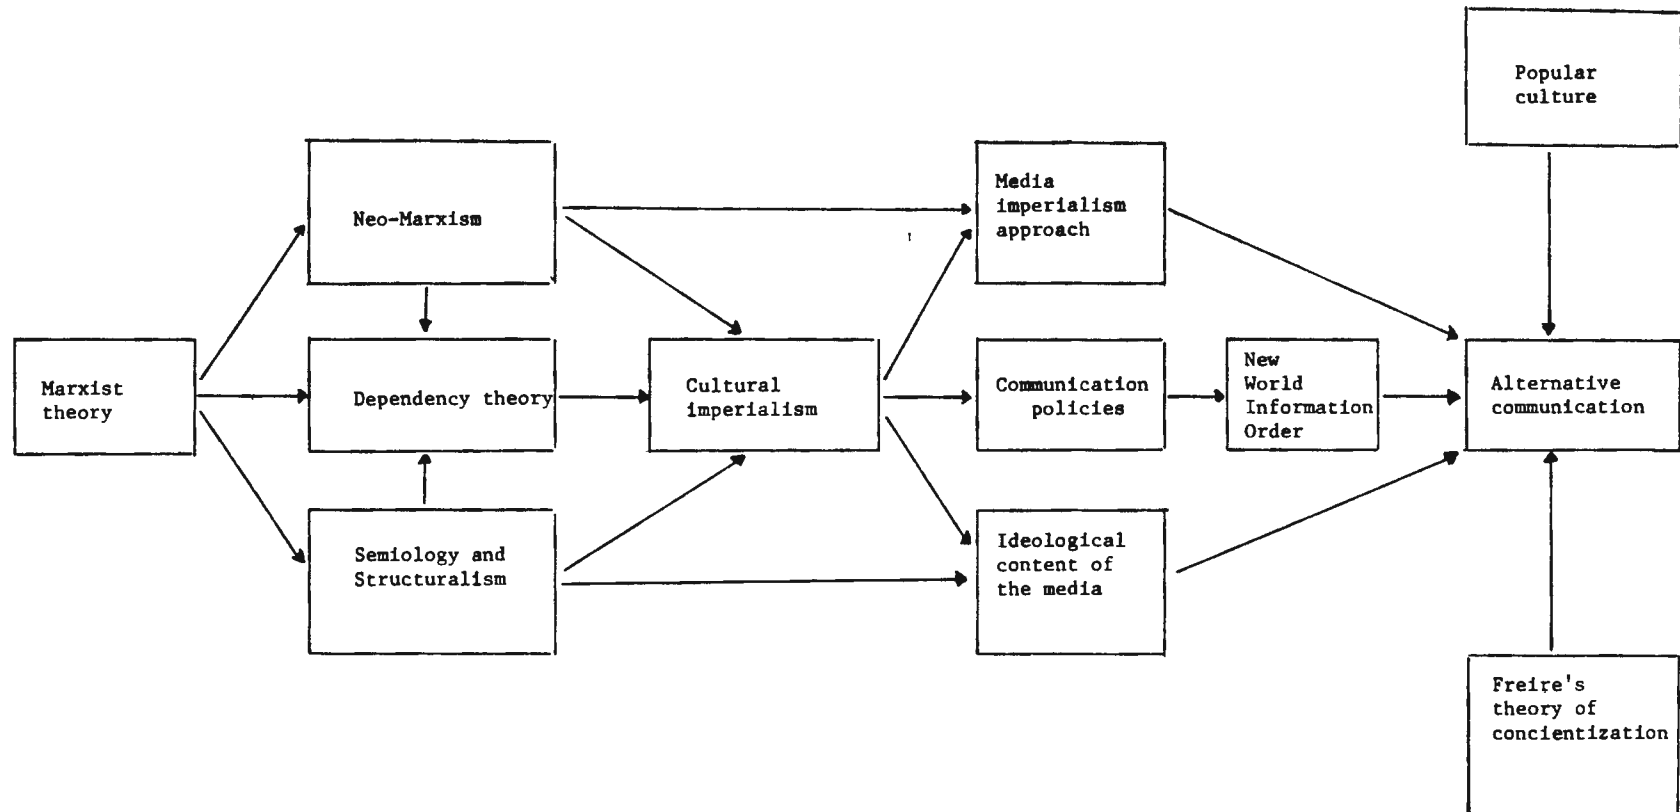 Popular
culture
Neo-Marxism
Media
imperialism
approach
Marxist
theory
Dependency theory
Cultural
imperialism
Communication
policies
New
World
Information
Order
Alternative
communication
Semiology and
Structuralism
Ideological
content of
the media
Freire's
theory of
concientization